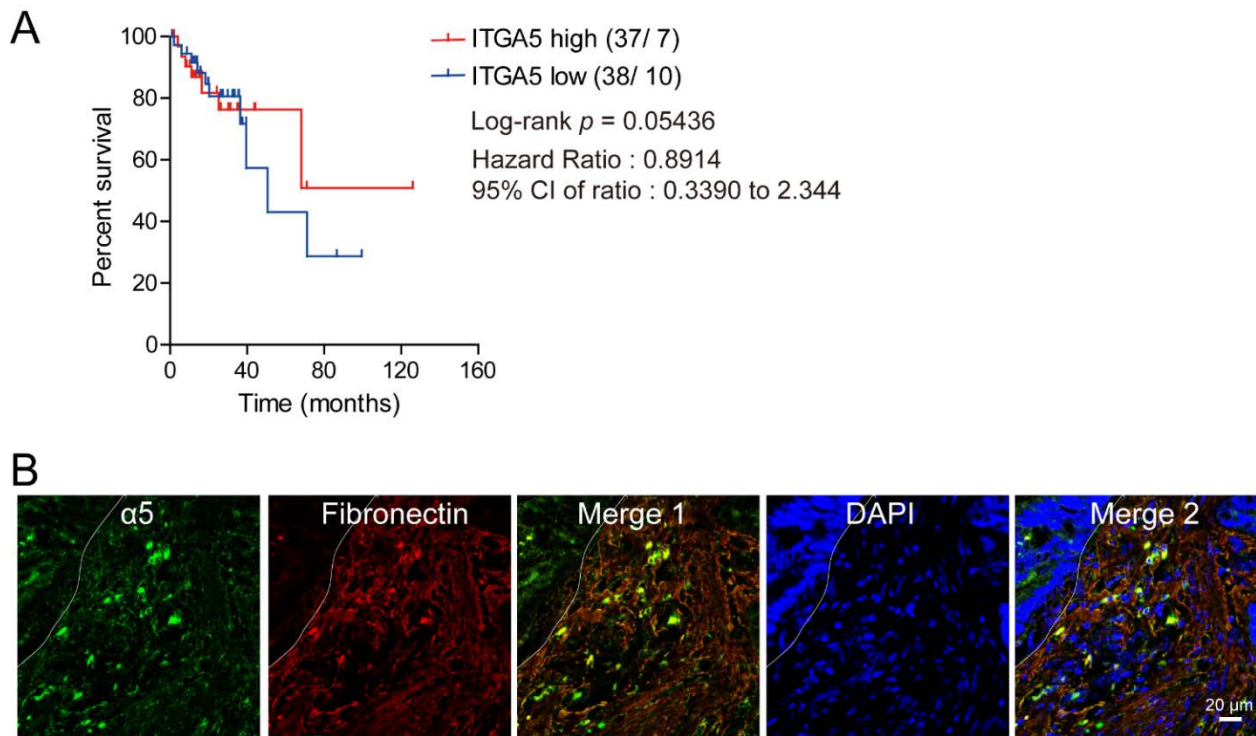 A
100
80
60
40
20
0
Percent survival
0 40 80 120 160
Time (months)
ITGA5 high (37/ 7)
ITGA5 low (38/ 10)
Log-rank p = 0.05436
Hazard Ratio : 0.8914
95% CI of ratio : 0.3390 to 2.344
B
α5
Fibronectin
Merge 1
DAPI
Merge 2
20 μm